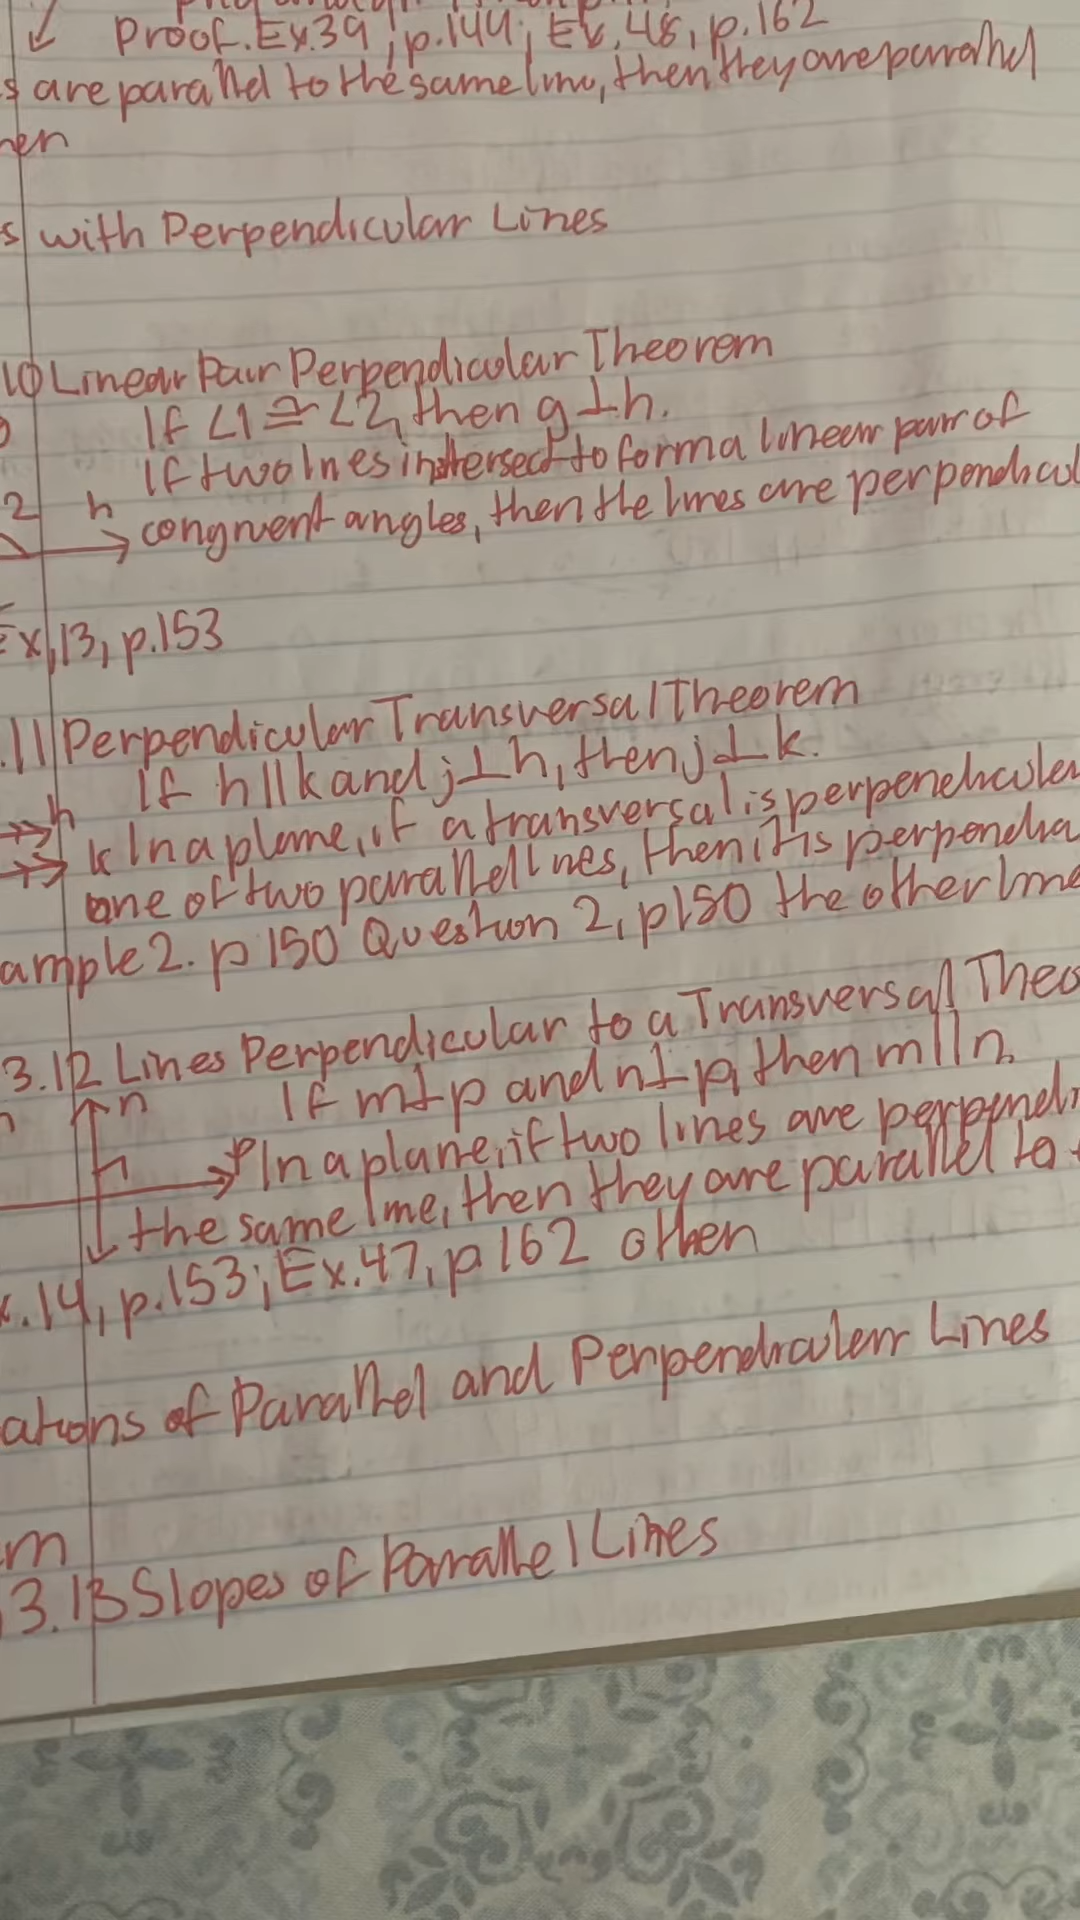 Proof. Ex.39, p.144; Ex. 48, p.162
s are parallel to the same line, then they are parallel
her
s with Perpendicular Lines
10 Linear Pair Perpendicular Theorem
If ∠1 ≅ ∠2, then g ⊥ h.
If two lnes intersect to form a linear pair of
2 h congruent angles, then the lines are perpendicul
Ex, 13, p.153
.11 Perpendicular Transversal Theorem
If h || k and j ⊥ h, then j ⊥ k.
h
k In a plane, if a transversal is perpendicular
one of two parallel lines, then it is perpendia
ample 2. p 150 Question 2, p150 the other line
3.12 Lines Perpendicular to a Transversal Theo
n If m ⊥ p and n ⊥ p, then m || n.
p In a plane, if two lines are perpendi
the same line, then they are parallel to
x.14, p.153; Ex.47, p 162 other
ations of Parallel and Perpendicular Lines
m
3.13 Slopes of Parallel Lines